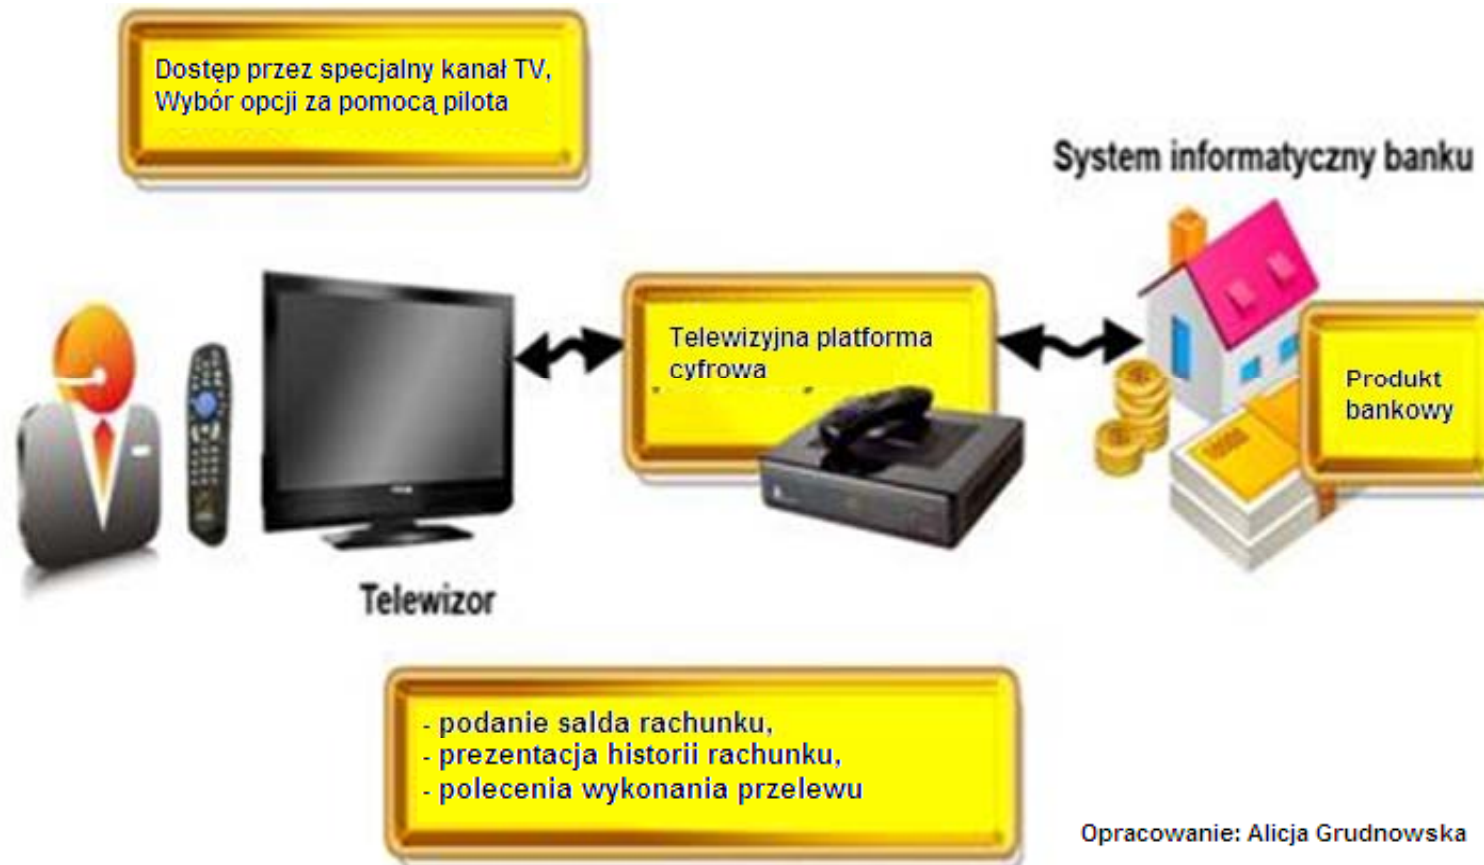 Dostęp przez specjalny kanał TV,
Wybór opcji za pomocą pilota
System informatyczny banku
Telewizyjna platforma
cyfrowa
Produkt
bankowy
Telewizor
- podanie salda rachunku,
- prezentacja historii rachunku,
- polecenia wykonania przelewu
Opracowanie: Alicja Grudnowska